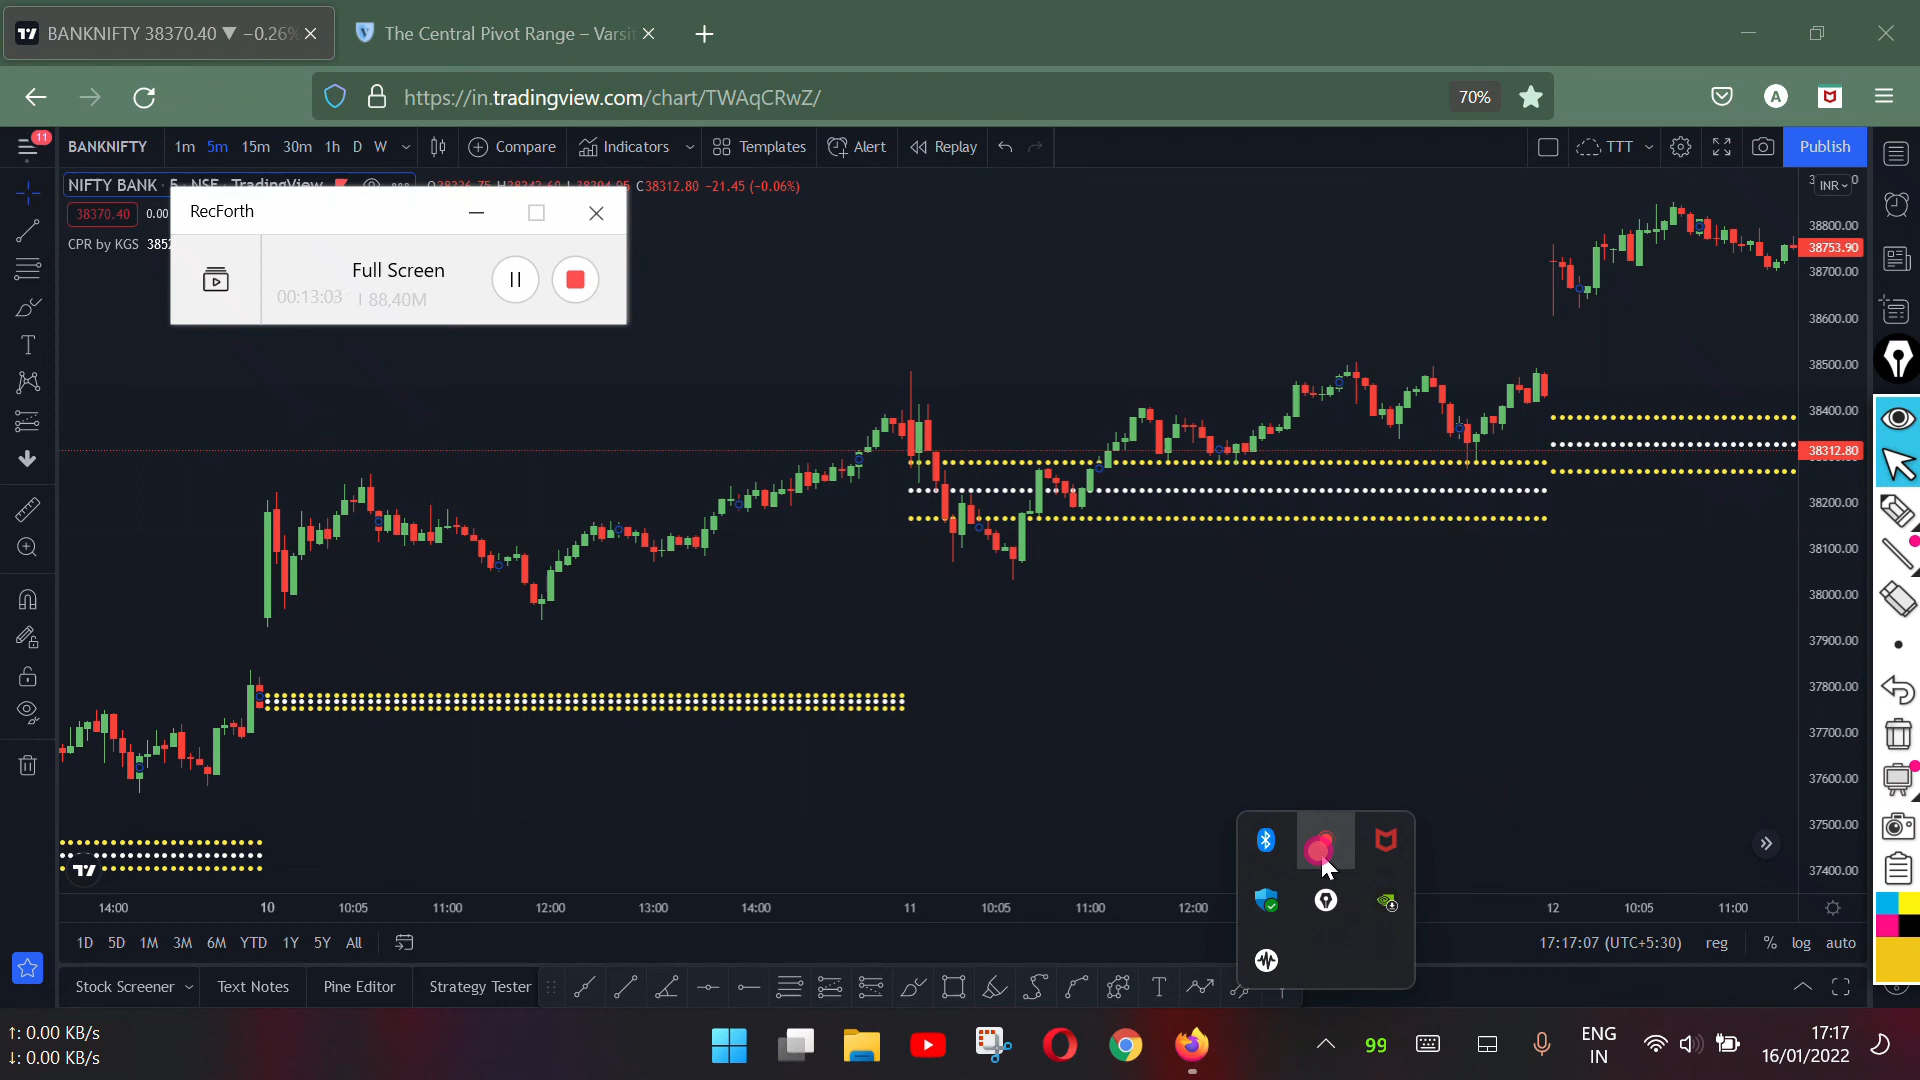 BANKNIFTY 38370.40 ▼ −0.26%
The Central Pivot Range – Varsit
https://in.tradingview.com/chart/TWAqCRwZ/
70%
A
11
BANKNIFTY 1m 5m 15m 30m 1h D W Compare Indicators Templates Alert Replay TTT Publish
NIFTY BANK · 5 · NSE · TradingView
C38312.80 −21.45 (−0.06%)
INR
38370.40 0.00
CPR by KGS 3852
RecForth
Full Screen
00:13:03 | 88,40M
38800.00
38753.90
38700.00
38600.00
38500.00
38400.00
38312.80
38200.00
38100.00
38000.00
37900.00
37800.00
37700.00
37600.00
37500.00
37400.00
14:00 10 10:05 11:00 12:00 13:00 14:00 11 10:05 11:00 12:00 12 10:05 11:00
1D 5D 1M 3M 6M YTD 1Y 5Y All
17:17:07 (UTC+5:30) reg % log auto
Stock Screener Text Notes Pine Editor Strategy Tester
↑: 0.00 KB/s
↓: 0.00 KB/s
99
ENG
IN
17:17
16/01/2022